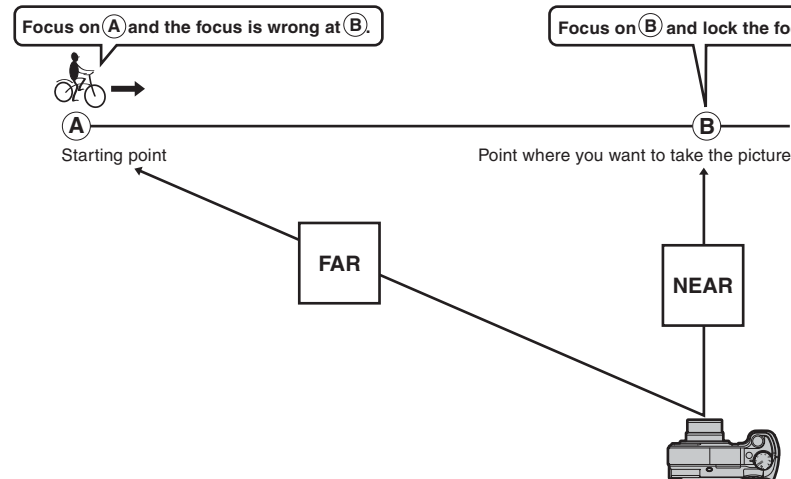 Focus on Ⓐ and the focus is wrong at Ⓑ.
Focus on Ⓑ and lock the
Ⓐ
Ⓑ
Starting point
Point where you want to take the picture
FAR
NEAR